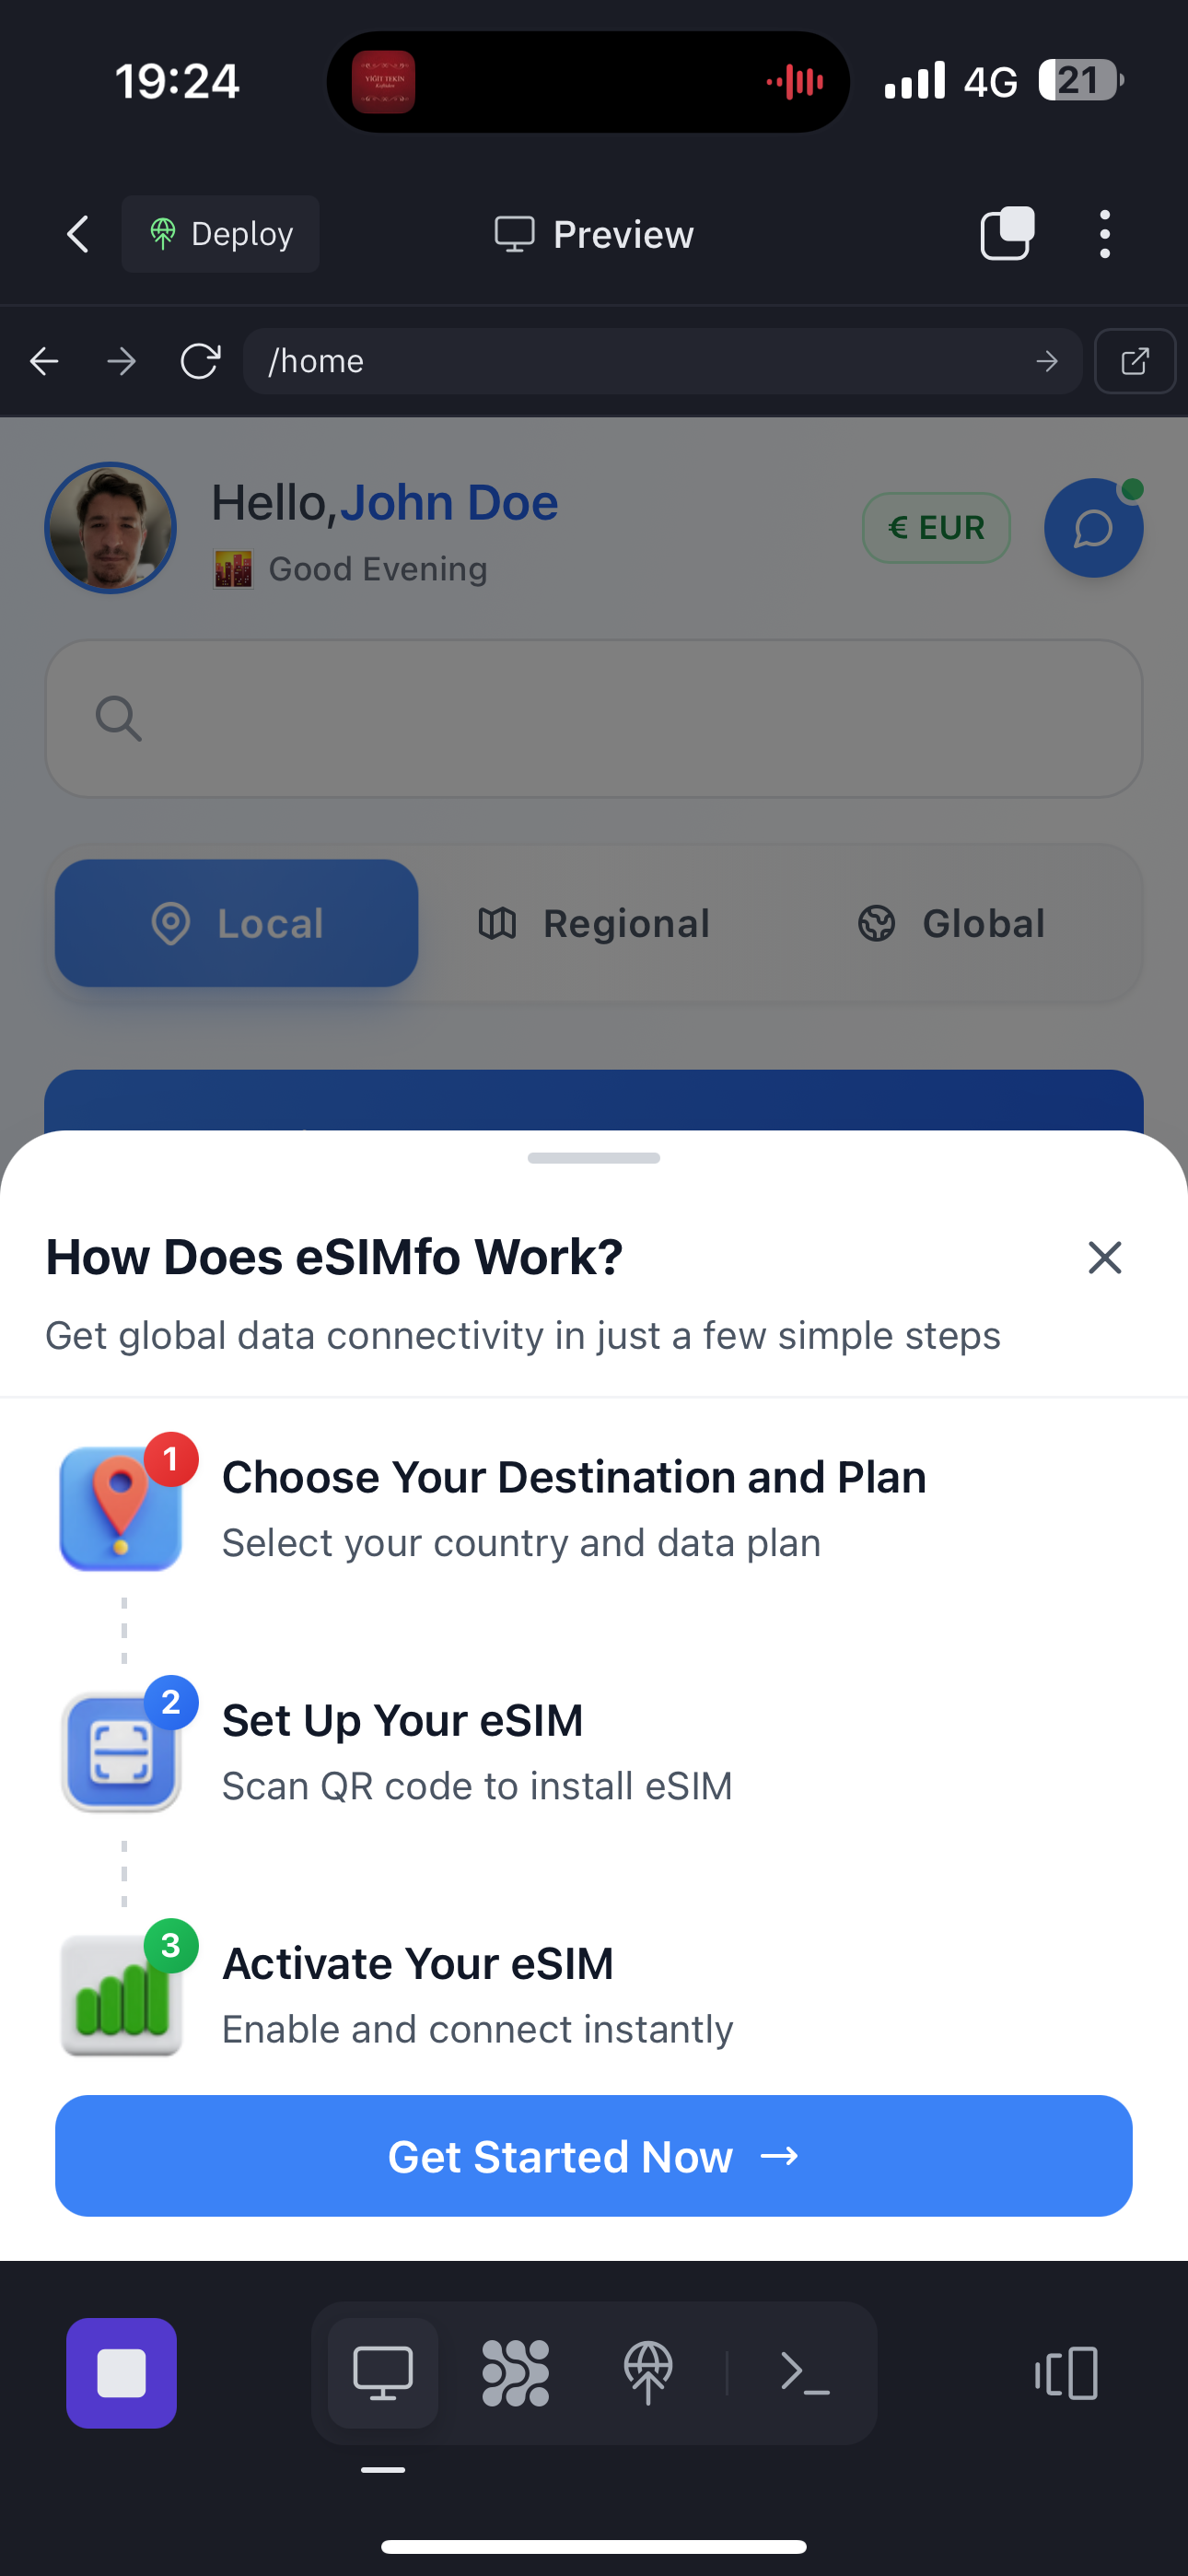 19:24
YİĞİT TEKİN
4G
21
Deploy
Preview
/home
Hello,John Doe
Good Evening
€ EUR
Local
Regional
Global
How Does eSIMfo Work?
Get global data connectivity in just a few simple steps
1
Choose Your Destination and Plan
Select your country and data plan
2
Set Up Your eSIM
Scan QR code to install eSIM
3
Activate Your eSIM
Enable and connect instantly
Get Started Now →